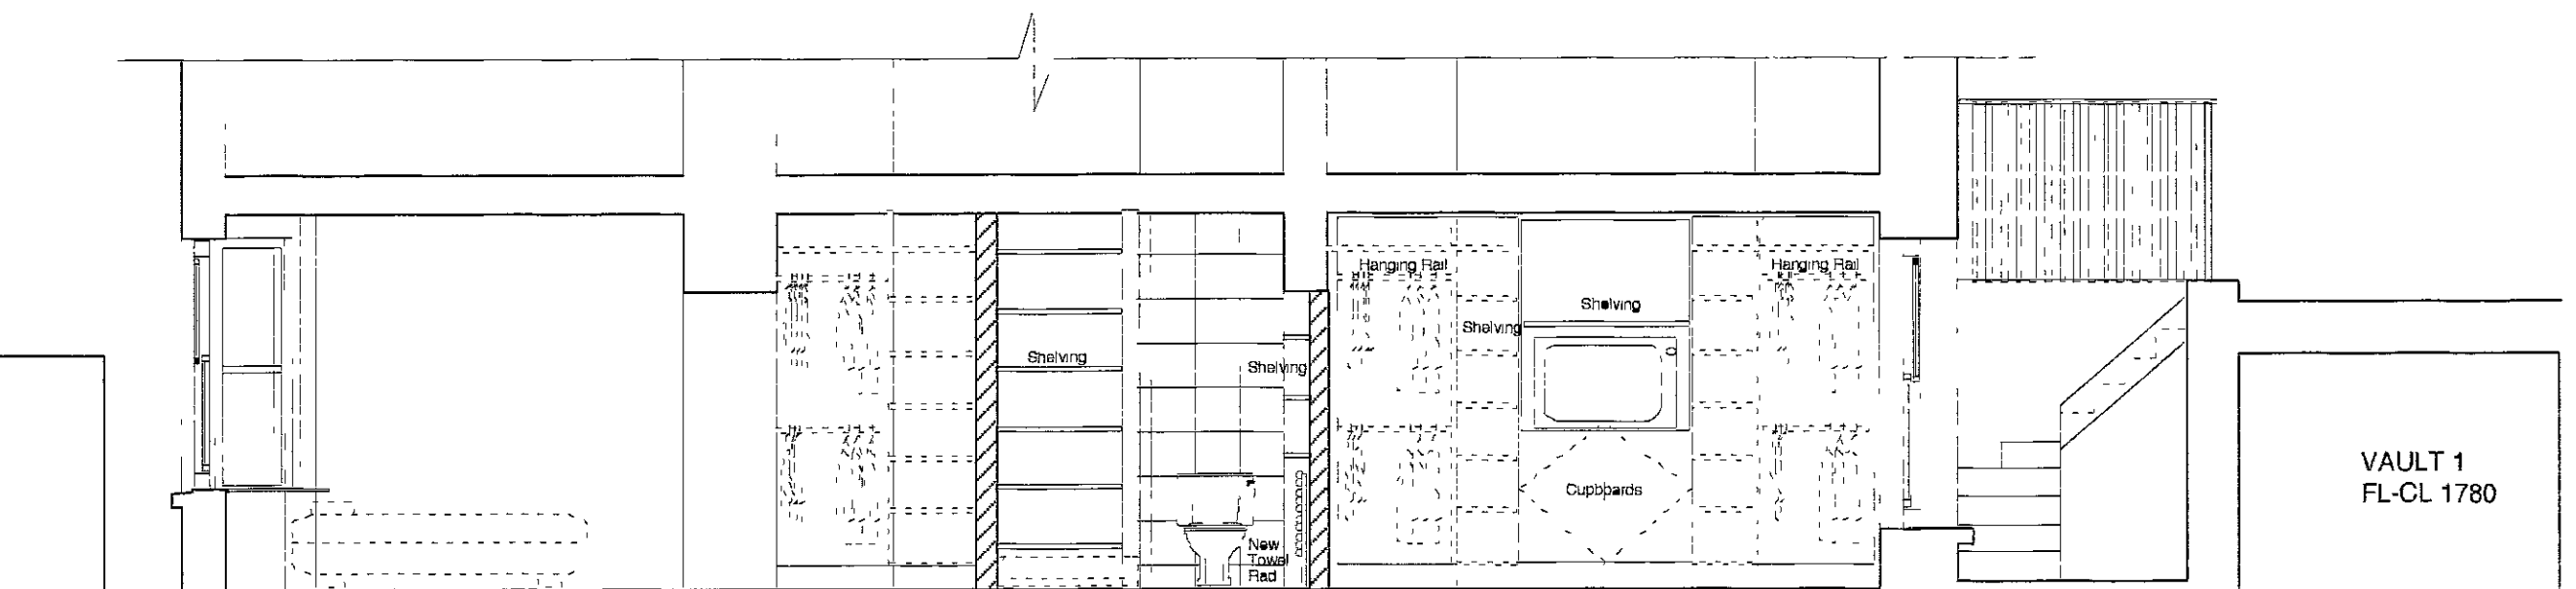 Hanging Rail
Hanging Rail
Shelving
Shelving
Shelving
Shelving
Cupboards
New
Towel
Rad
VAULT 1
FL-CL 1780